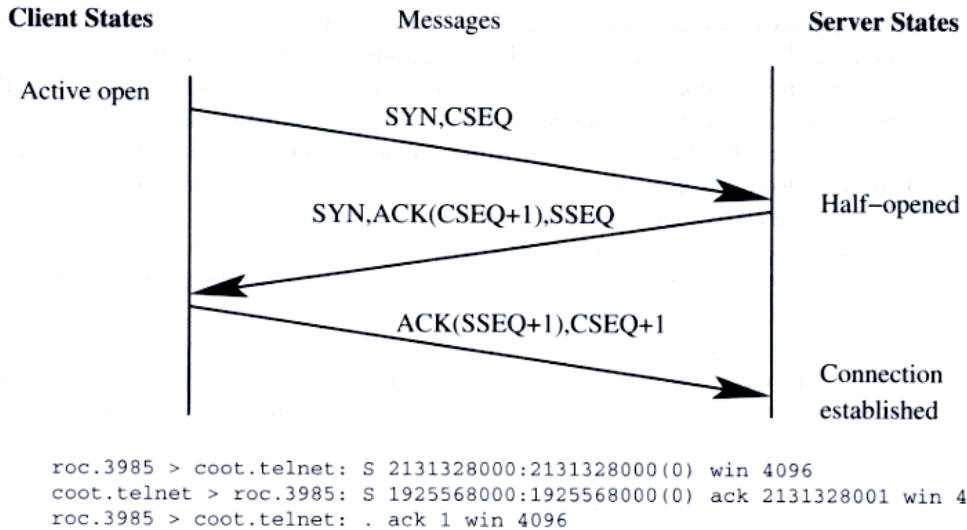 Client States Messages Server States
Active open
SYN,CSEQ
Half–opened
SYN,ACK(CSEQ+1),SSEQ
ACK(SSEQ+1),CSEQ+1
Connection
established
roc.3985 > coot.telnet: S 2131328000:2131328000(0) win 4096
coot.telnet > roc.3985: S 1925568000:1925568000(0) ack 2131328001 win 4
roc.3985 > coot.telnet: . ack 1 win 4096